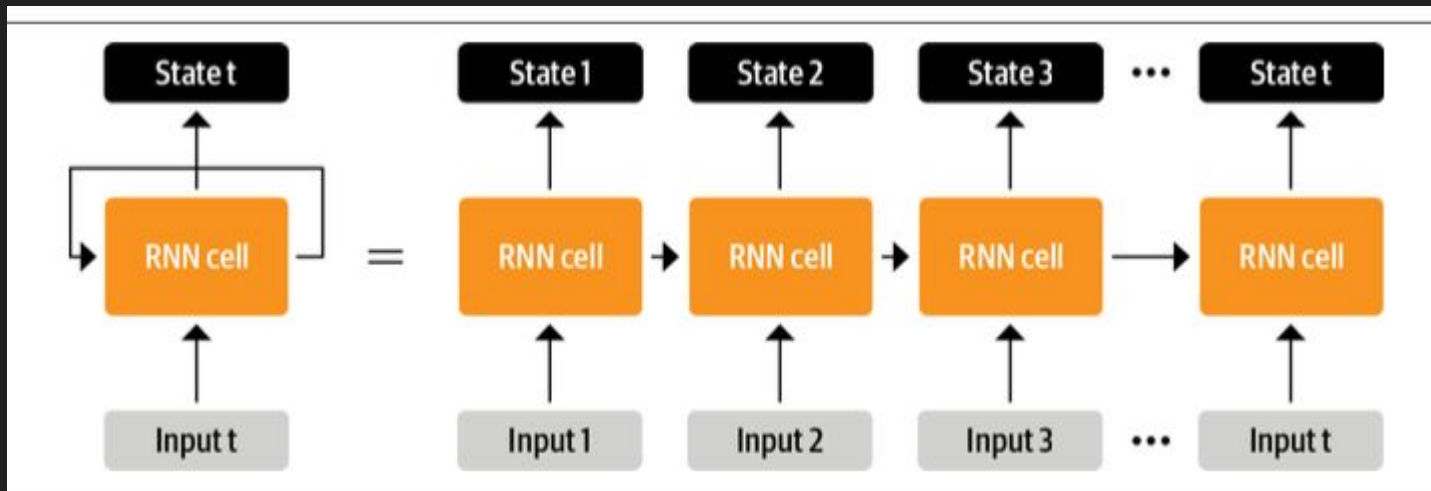 State t State 1 State 2 State 3 ••• State t
RNN cell = RNN cell RNN cell RNN cell RNN cell
Input t Input 1 Input 2 Input 3 ••• Input t